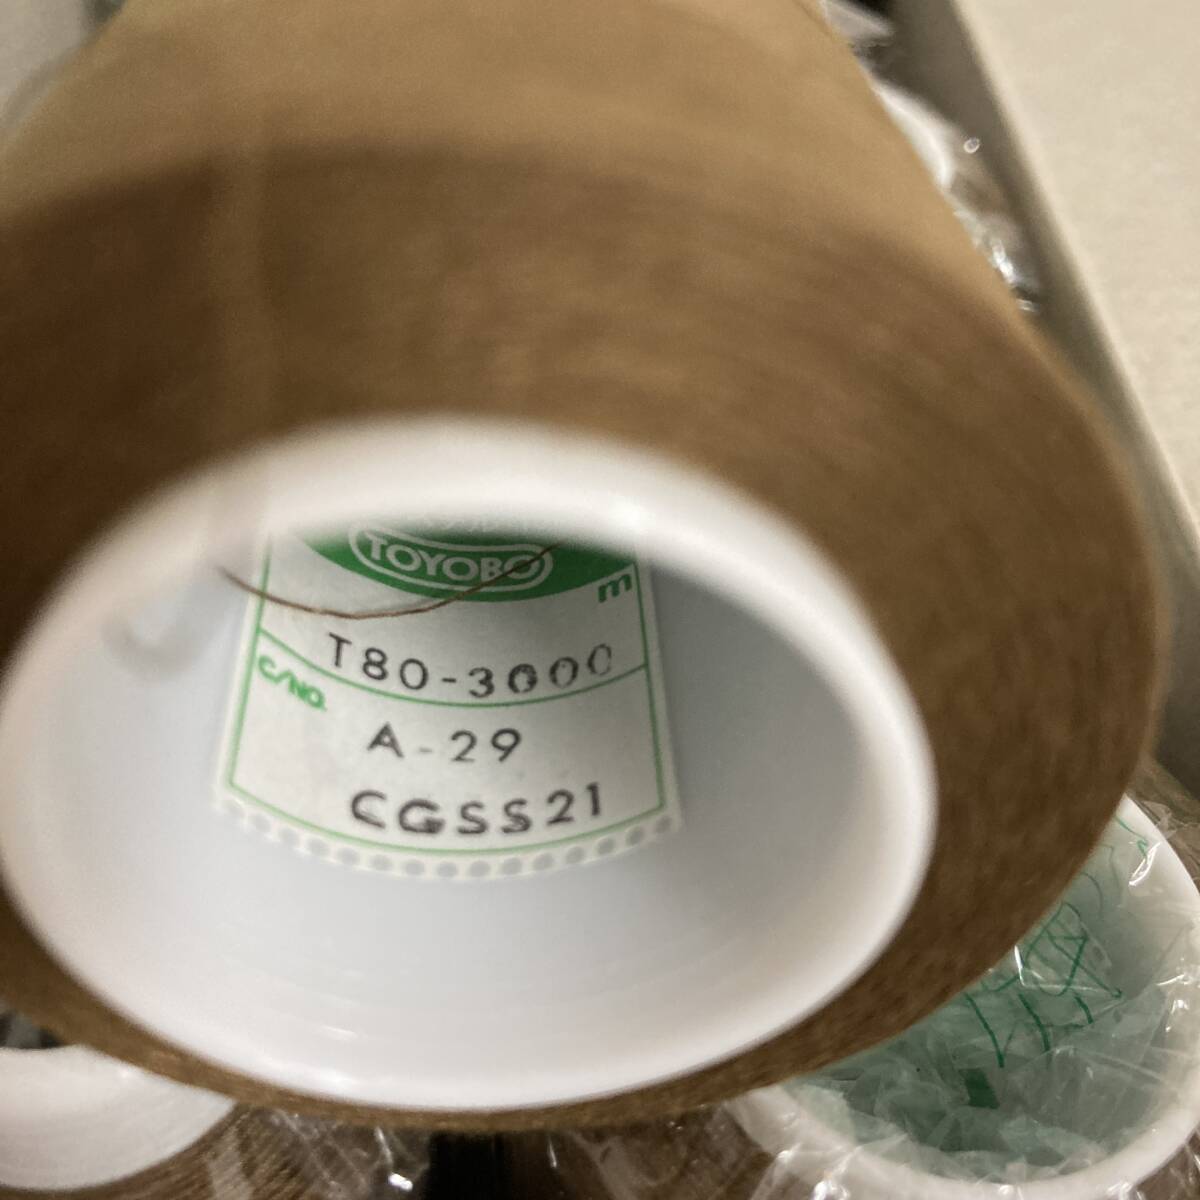 TOYOBO
m
T80-3000
C/NO.
A-29
CGSS21